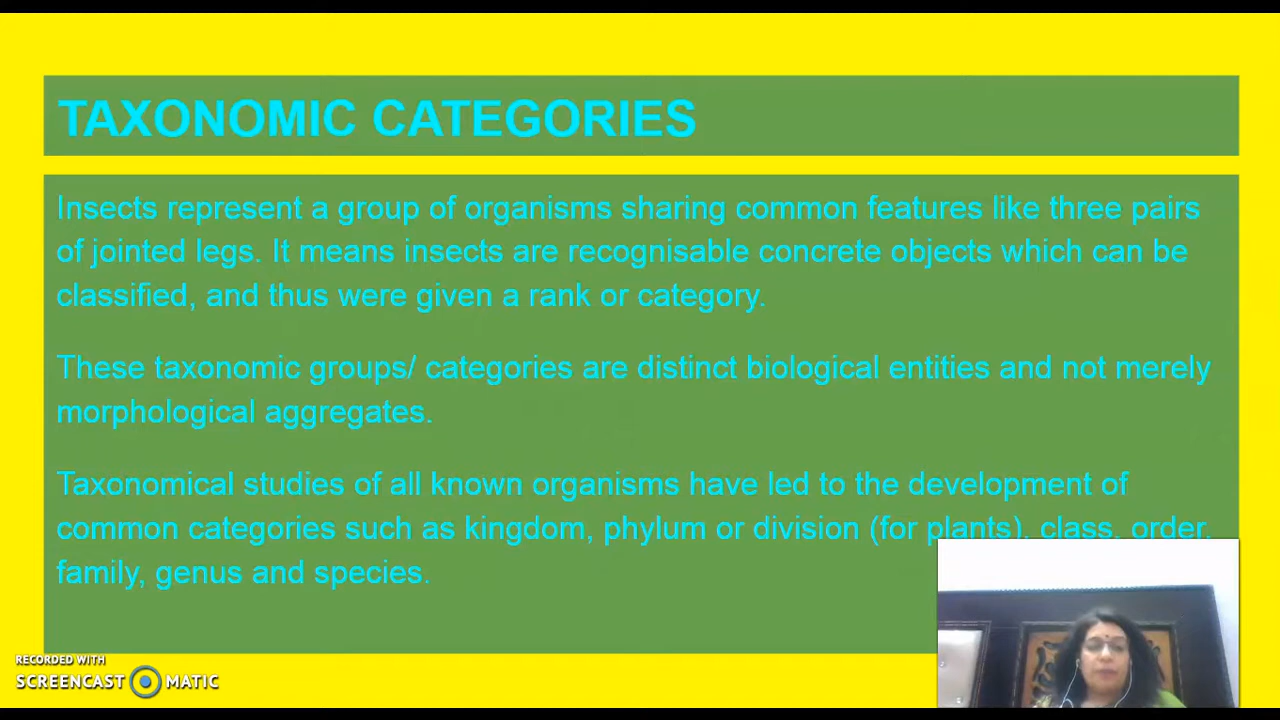 TAXONOMIC CATEGORIES
Insects represent a group of organisms sharing common features like three pairs
of jointed legs. It means insects are recognisable concrete objects which can be
classified, and thus were given a rank or category.
These taxonomic groups/ categories are distinct biological entities and not merely
morphological aggregates.
Taxonomical studies of all known organisms have led to the development of
common categories such as kingdom, phylum or division (for plants), class, order,
family, genus and species.
RECORDED WITH
SCREENCAST MATIC